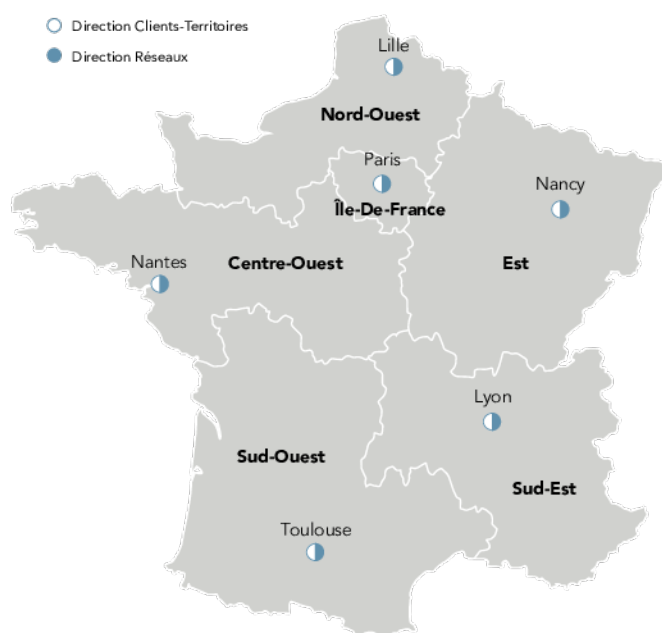 Direction Clients-Territoires
Direction Réseaux
Lille
Nord-Ouest
Paris
Île-De-France
Nancy
Nantes
Centre-Ouest
Est
Lyon
Sud-Ouest
Sud-Est
Toulouse